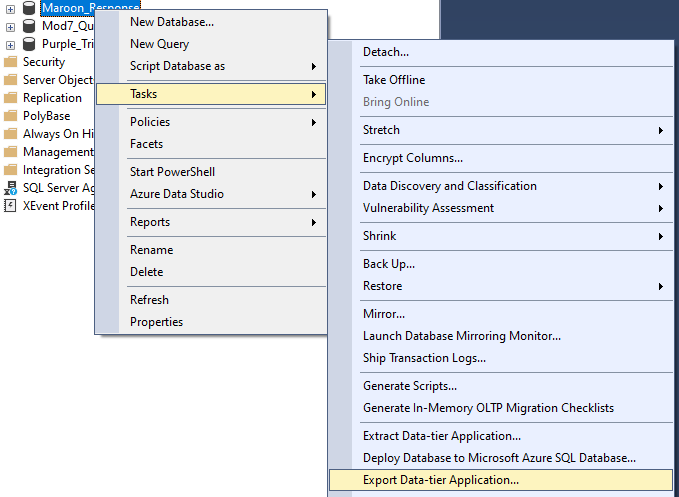 Maroon_Response
Mod7_Qu
Purple_Tri
Security
Server Object
Replication
PolyBase
Always On Hi
Management
Integration Se
SQL Server Ag
XEvent Profile
New Database...
New Query
Script Database as
Tasks
Policies
Facets
Start PowerShell
Azure Data Studio
Reports
Rename
Delete
Refresh
Properties
Detach...
Take Offline
Bring Online
Stretch
Encrypt Columns...
Data Discovery and Classification
Vulnerability Assessment
Shrink
Back Up...
Restore
Mirror...
Launch Database Mirroring Monitor...
Ship Transaction Logs...
Generate Scripts...
Generate In-Memory OLTP Migration Checklists
Extract Data-tier Application...
Deploy Database to Microsoft Azure SQL Database...
Export Data-tier Application...